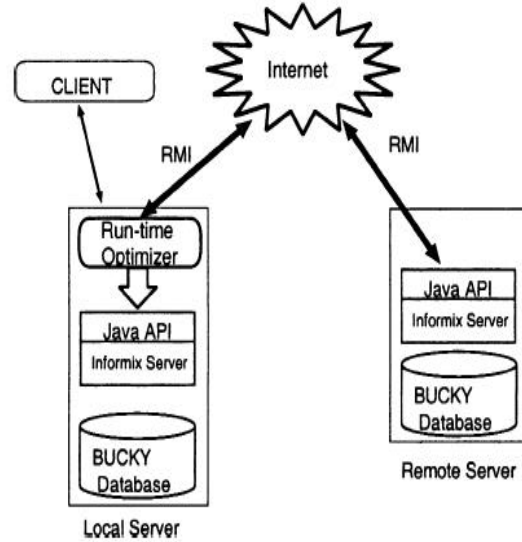 Internet
CLIENT
RMI
RMI
Run-time
Optimizer
Java API
Informix Server
BUCKY
Database
Local Server
Java API
Informix Server
BUCKY
Database
Remote Server